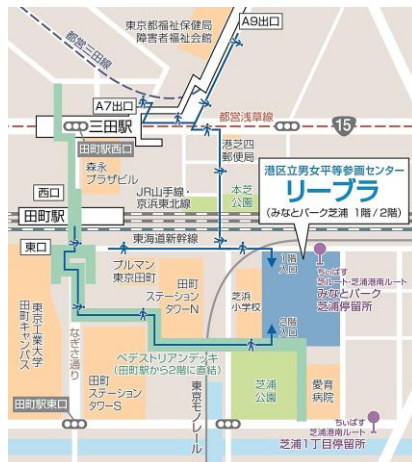 東京都福祉保健局
障害者福祉会館
A9出口
都営三田線
A7出口
三田駅
都営浅草線
15
田町駅西口
港芝四
郵便局
森永
プラザビル
西口
JR山手線・
京浜東北線
本芝
公園
田町駅
港区立男女平等参画センター
リーブラ
(みなとパーク芝浦 1階/2階)
東口
東海道新幹線
1階
入口
プルマン
東京田町
田町
ステーション
タワーN
芝浜
小学校
ちぃばす
芝ルート・芝浦港南ルート
みなとパーク
芝浦停留所
東京工業大学
田町キャンパス
なぎさ通り
2階
入口
ペデストリアンデッキ
(田町駅から2階に直結)
田町
ステーション
タワーS
東京モノレール
芝浦
公園
愛育
病院
田町駅東口
ちぃばす
芝浦港南ルート
芝浦1丁目停留所